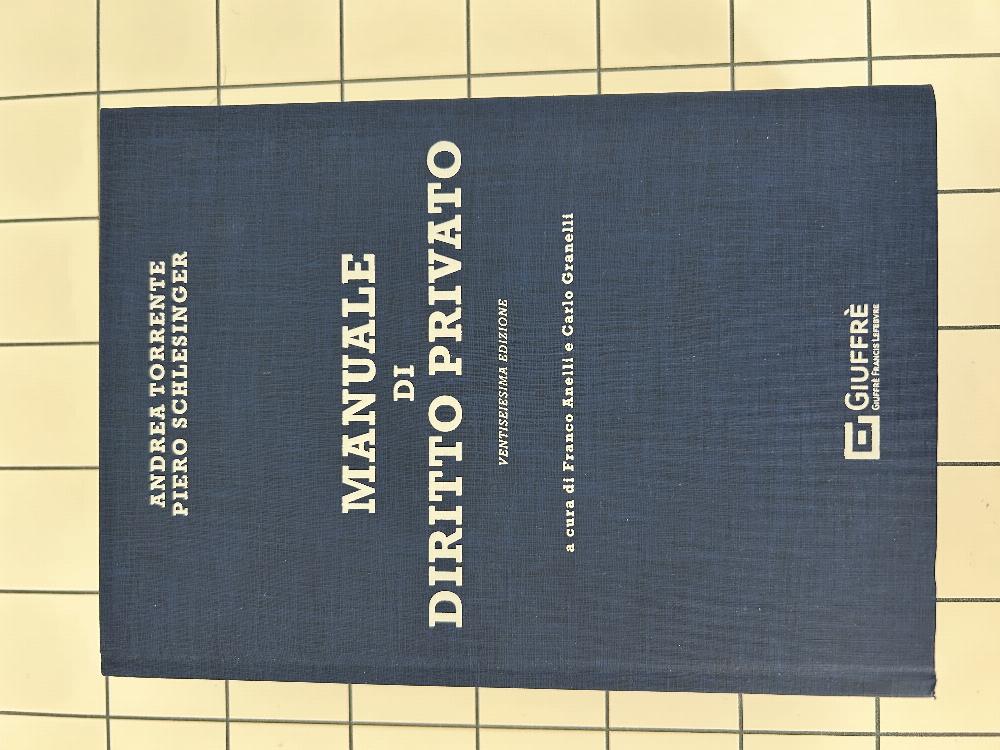 ANDREA TORRENTE
PIERO SCHLESINGER
MANUALE
DI
DIRITTO PRIVATO
VENTISEIESIMA EDIZIONE
a cura di Franco Anelli e Carlo Granelli
GIUFFRÈ
GIUFFRÈ FRANCIS LEFEBVRE